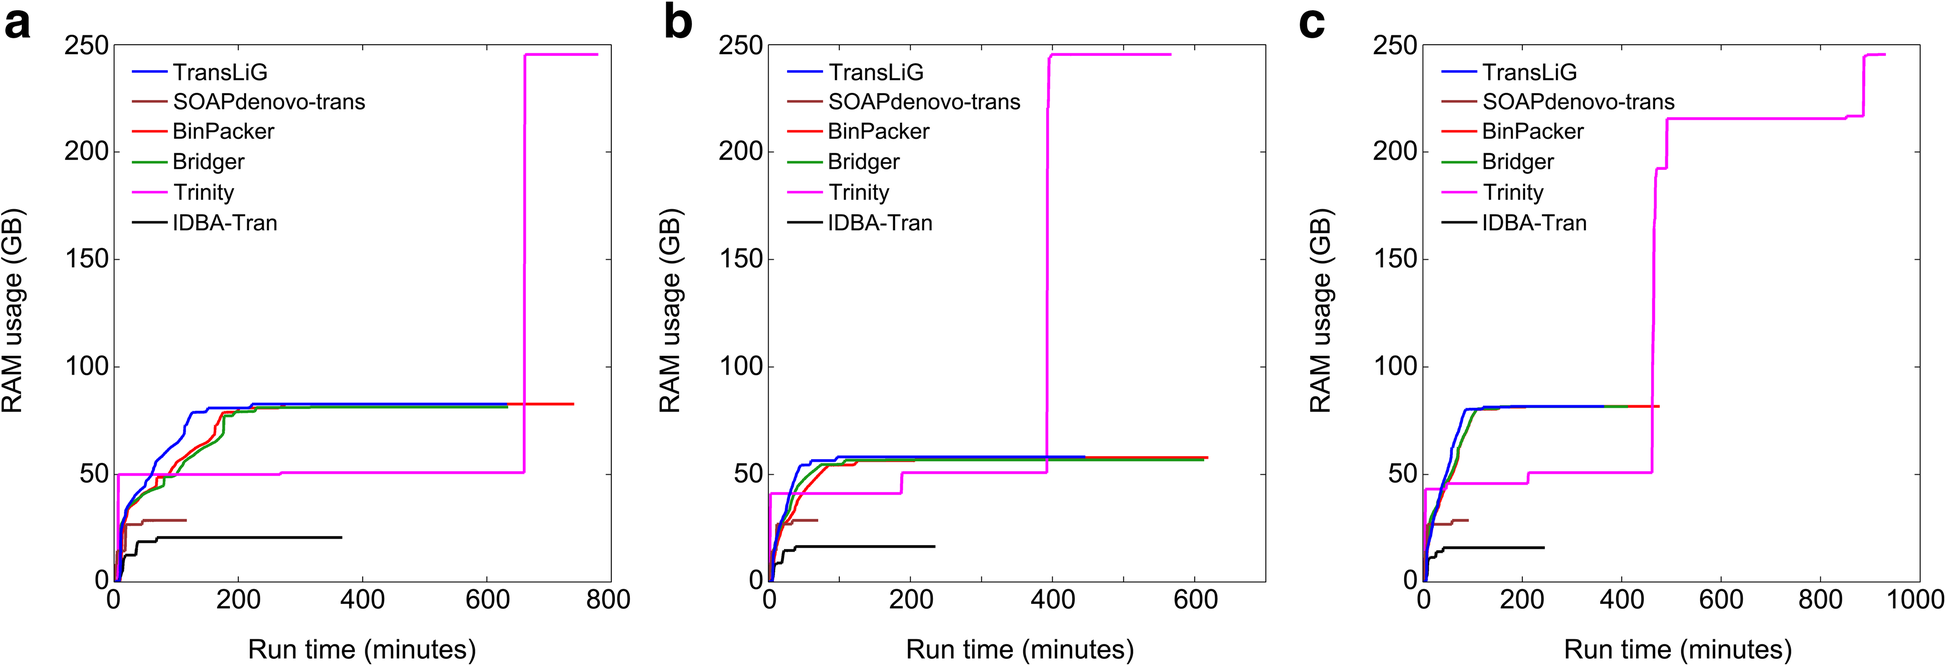 a
250
200
150
100
50
0
RAM usage (GB)
TransLiG
SOAPdenovo-trans
BinPacker
Bridger
Trinity
IDBA-Tran
0 200 400 600 800
Run time (minutes)
b
250
200
150
100
50
0
RAM usage (GB)
TransLiG
SOAPdenovo-trans
BinPacker
Bridger
Trinity
IDBA-Tran
0 200 400 600
Run time (minutes)
c
250
200
150
100
50
0
RAM usage (GB)
TransLiG
SOAPdenovo-trans
BinPacker
Bridger
Trinity
IDBA-Tran
0 200 400 600 800 1000
Run time (minutes)